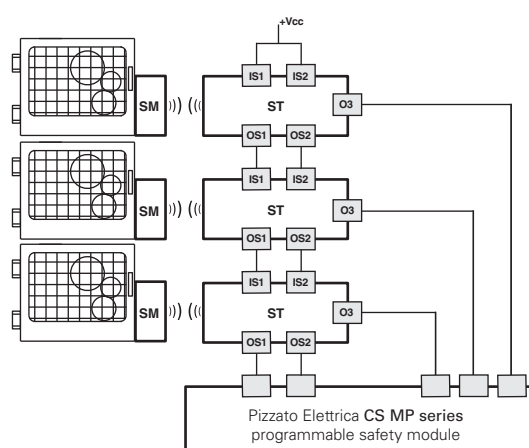 +Vcc
IS1 IS2
SM ST O3
OS1 OS2
IS1 IS2
SM ST O3
OS1 OS2
IS1 IS2
SM ST O3
OS1 OS2
Pizzato Elettrica CS MP series
programmable safety module